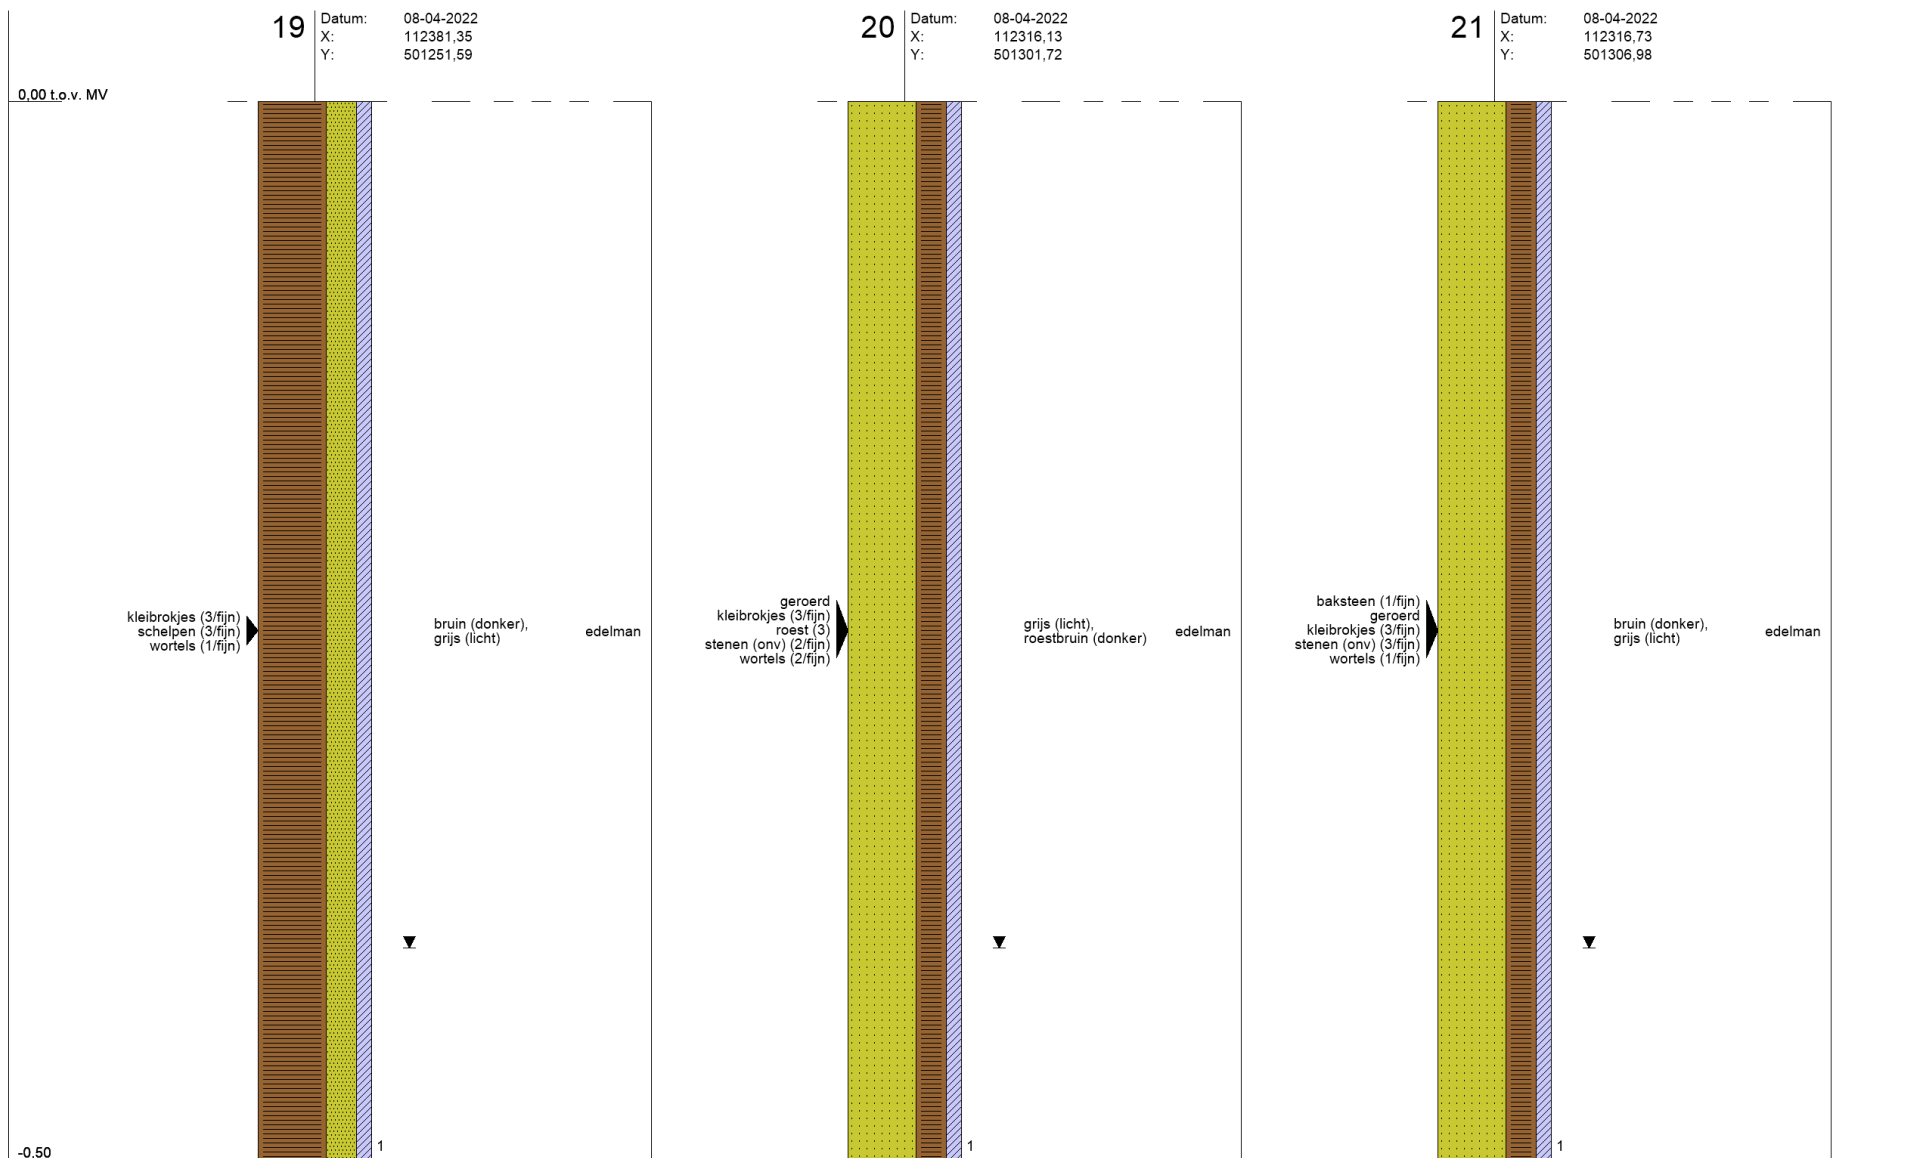 19
Datum: 08-04-2022
X: 112381,35
Y: 501251,59
20
Datum: 08-04-2022
X: 112316,13
Y: 501301,72
21
Datum: 08-04-2022
X: 112316,73
Y: 501306,98
0,00 t.o.v. MV
kleibrokjes (3/fijn)
schelpen (3/fijn)
wortels (1/fijn)
bruin (donker),
grijs (licht)
edelman
geroerd
kleibrokjes (3/fijn)
roest (3)
stenen (onv) (2/fijn)
wortels (2/fijn)
grijs (licht),
roestbruin (donker)
edelman
baksteen (1/fijn)
geroerd
kleibrokjes (3/fijn)
stenen (onv) (3/fijn)
wortels (1/fijn)
bruin (donker),
grijs (licht)
edelman
1
1
1
-0.50